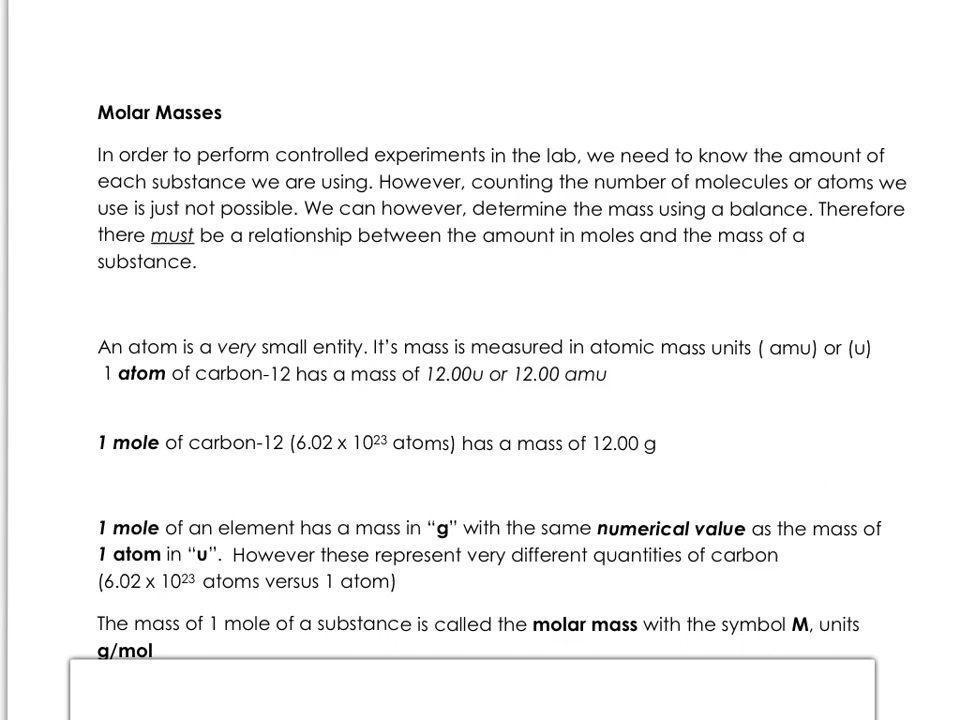 Molar Masses
In order to perform controlled experiments in the lab, we need to know the amount of
each substance we are using. However, counting the number of molecules or atoms we
use is just not possible. We can however, determine the mass using a balance. Therefore
there must be a relationship between the amount in moles and the mass of a
substance.
An atom is a very small entity. It's mass is measured in atomic mass units ( amu) or (u)
1 atom of carbon-12 has a mass of 12.00u or 12.00 amu
1 mole of carbon-12 (6.02 x 10²³ atoms) has a mass of 12.00 g
1 mole of an element has a mass in “g” with the same numerical value as the mass of
1 atom in “u”. However these represent very different quantities of carbon
(6.02 x 10²³ atoms versus 1 atom)
The mass of 1 mole of a substance is called the molar mass with the symbol M, units
g/mol